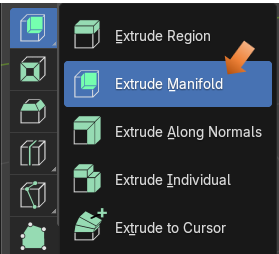 Extrude Region
Extrude Manifold
Extrude Along Normals
Extrude Individual
Extrude to Cursor